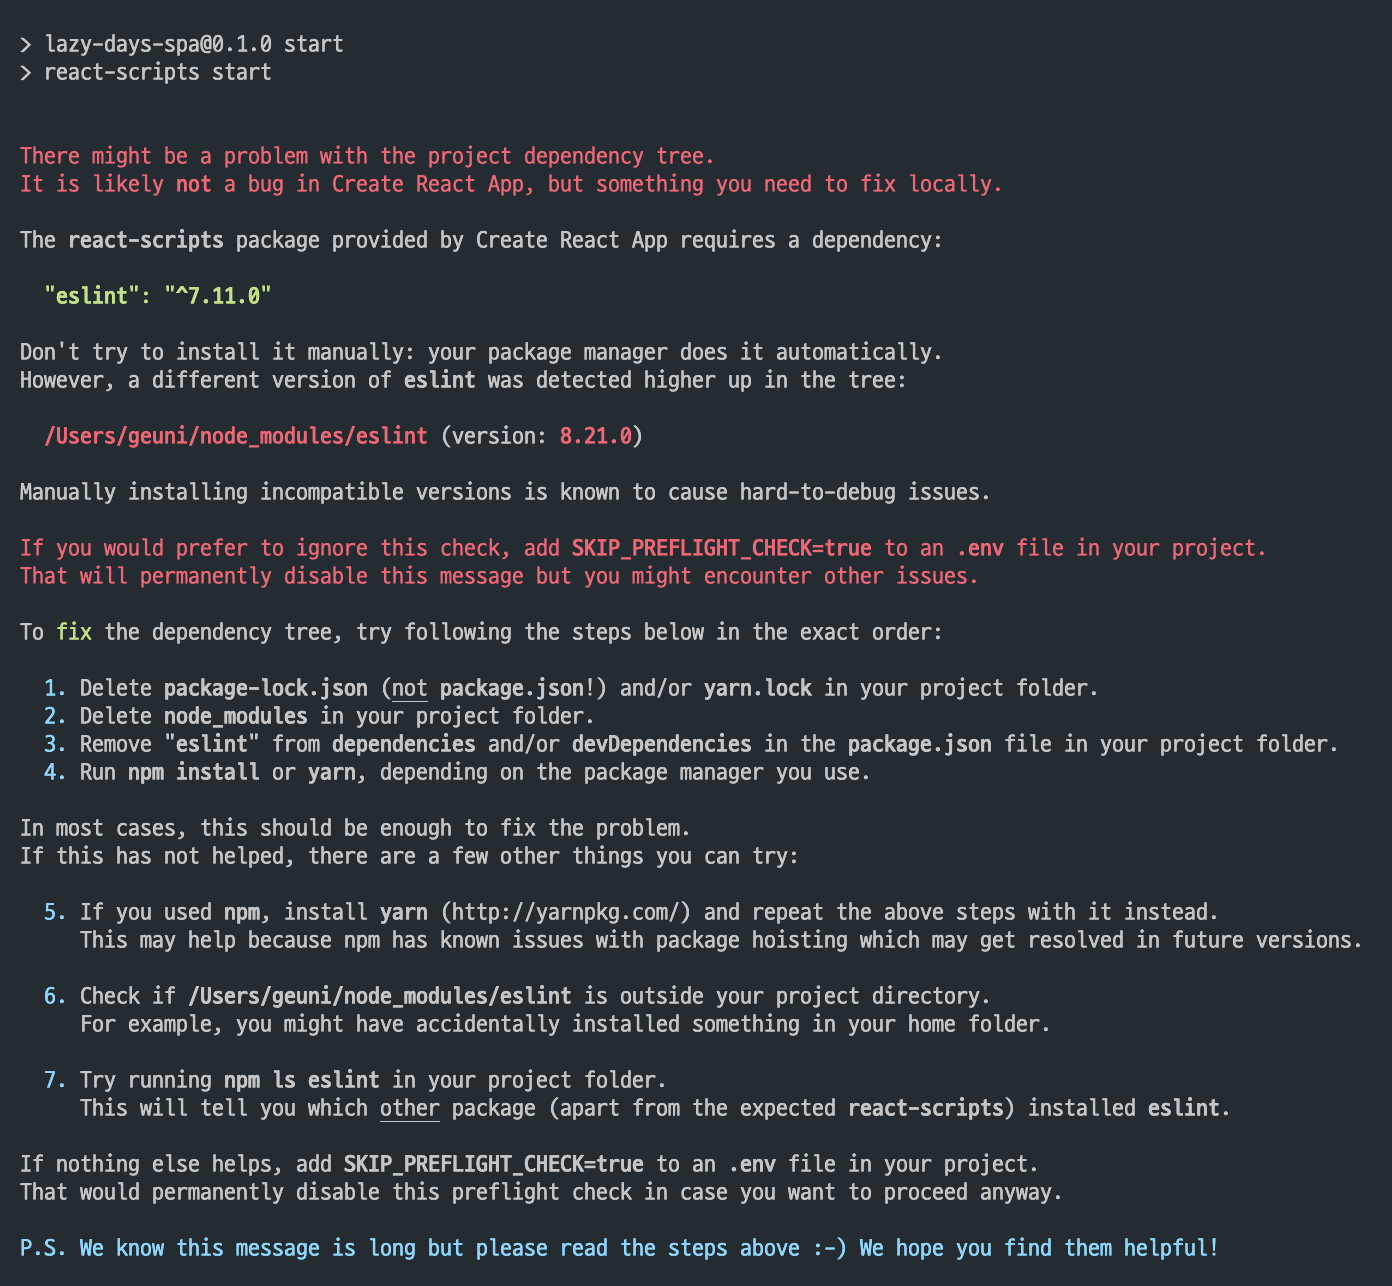 > lazy-days-spa@0.1.0 start
> react-scripts start
There might be a problem with the project dependency tree.
It is likely not a bug in Create React App, but something you need to fix locally.
The react-scripts package provided by Create React App requires a dependency:
"eslint": "^7.11.0"
Don't try to install it manually: your package manager does it automatically.
However, a different version of eslint was detected higher up in the tree:
/Users/geuni/node_modules/eslint (version: 8.21.0)
Manually installing incompatible versions is known to cause hard-to-debug issues.
If you would prefer to ignore this check, add SKIP_PREFLIGHT_CHECK=true to an .env file in your project.
That will permanently disable this message but you might encounter other issues.
To fix the dependency tree, try following the steps below in the exact order:
1. Delete package-lock.json (not package.json!) and/or yarn.lock in your project folder.
2. Delete node_modules in your project folder.
3. Remove "eslint" from dependencies and/or devDependencies in the package.json file in your project folder.
4. Run npm install or yarn, depending on the package manager you use.
In most cases, this should be enough to fix the problem.
If this has not helped, there are a few other things you can try:
5. If you used npm, install yarn (http://yarnpkg.com/) and repeat the above steps with it instead.
This may help because npm has known issues with package hoisting which may get resolved in future versions.
6. Check if /Users/geuni/node_modules/eslint is outside your project directory.
For example, you might have accidentally installed something in your home folder.
7. Try running npm ls eslint in your project folder.
This will tell you which other package (apart from the expected react-scripts) installed eslint.
If nothing else helps, add SKIP_PREFLIGHT_CHECK=true to an .env file in your project.
That would permanently disable this preflight check in case you want to proceed anyway.
P.S. We know this message is long but please read the steps above :-) We hope you find them helpful!